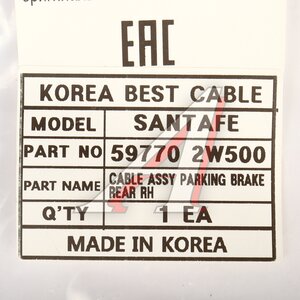 EAC
KOREA BEST CABLE
MODEL SANTAFE
PART NO 59770 2W500
PART NAME CABLE ASSY PARKING BRAKE
REAR RH
Q'TY 1 EA
MADE IN KOREA